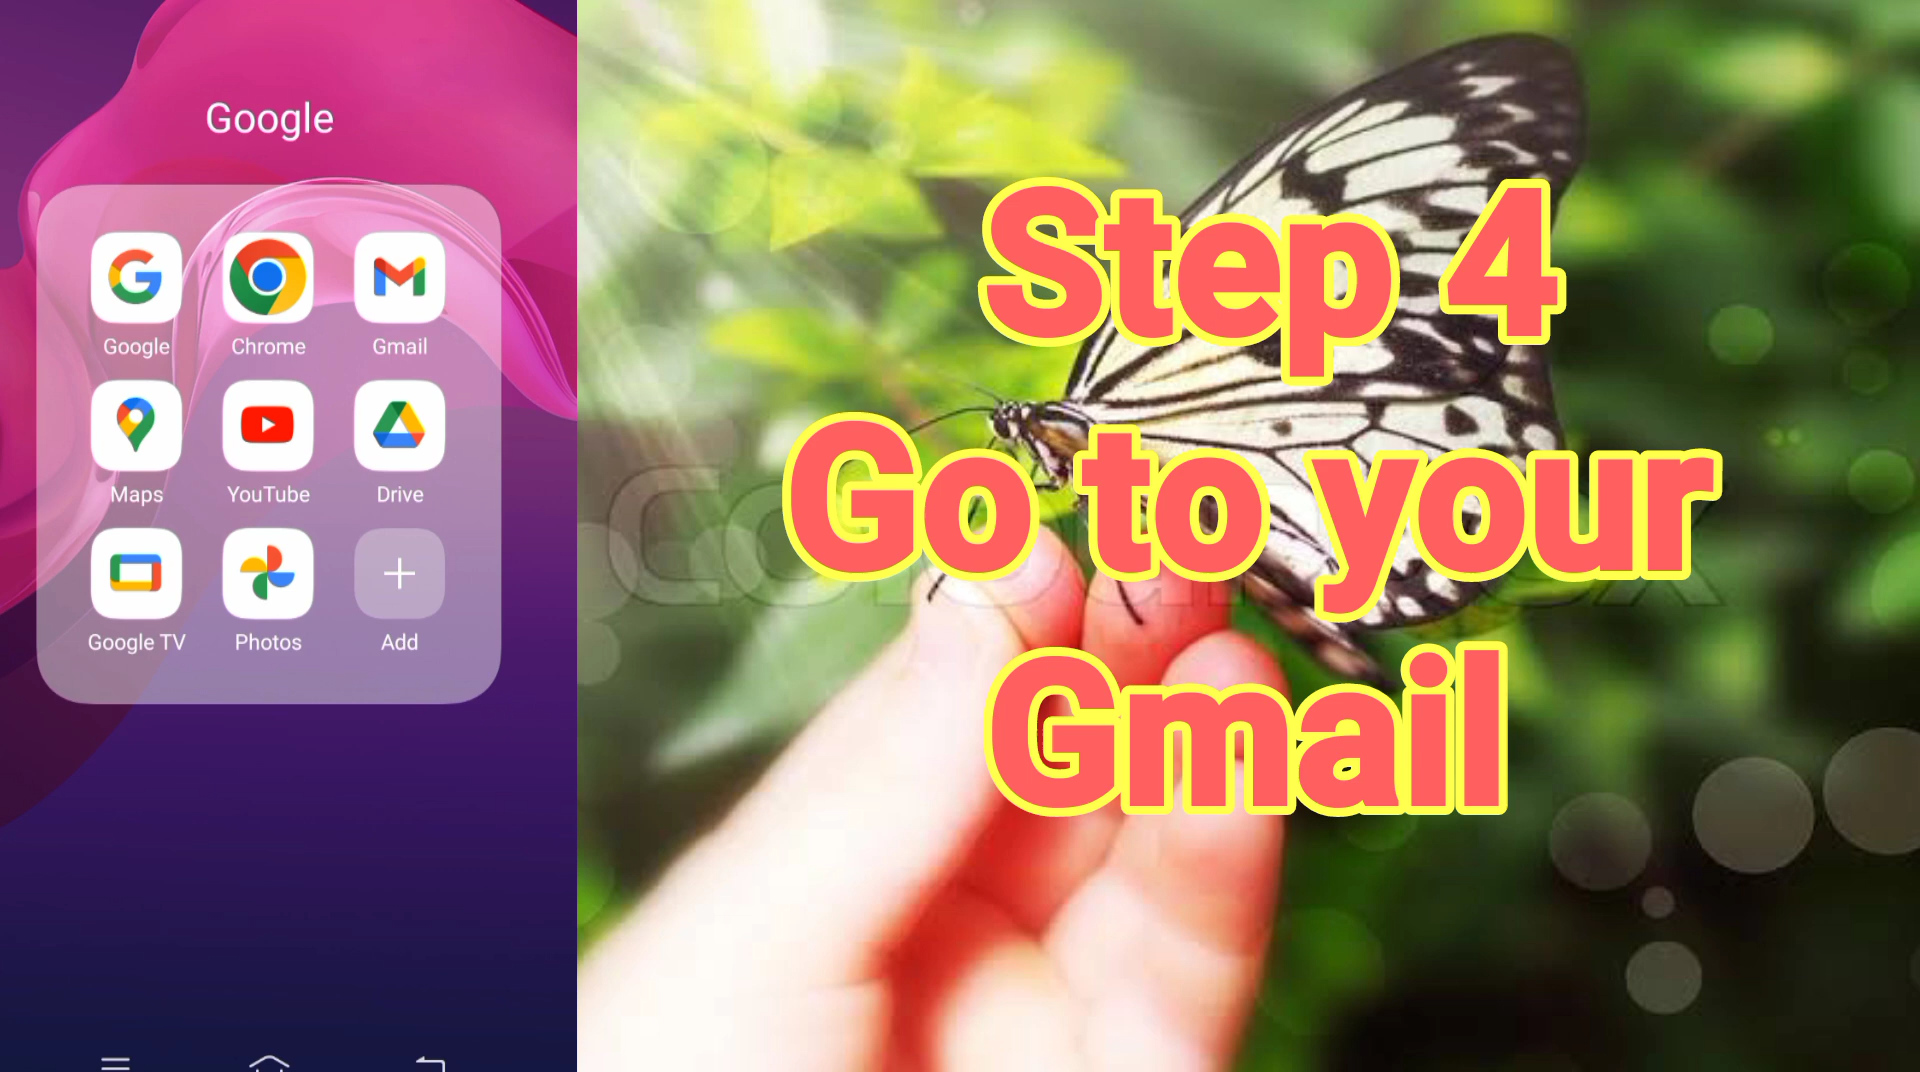 Google
Google Chrome Gmail
Maps YouTube Drive
Google TV Photos Add
Step 4
Go to your
Gmail